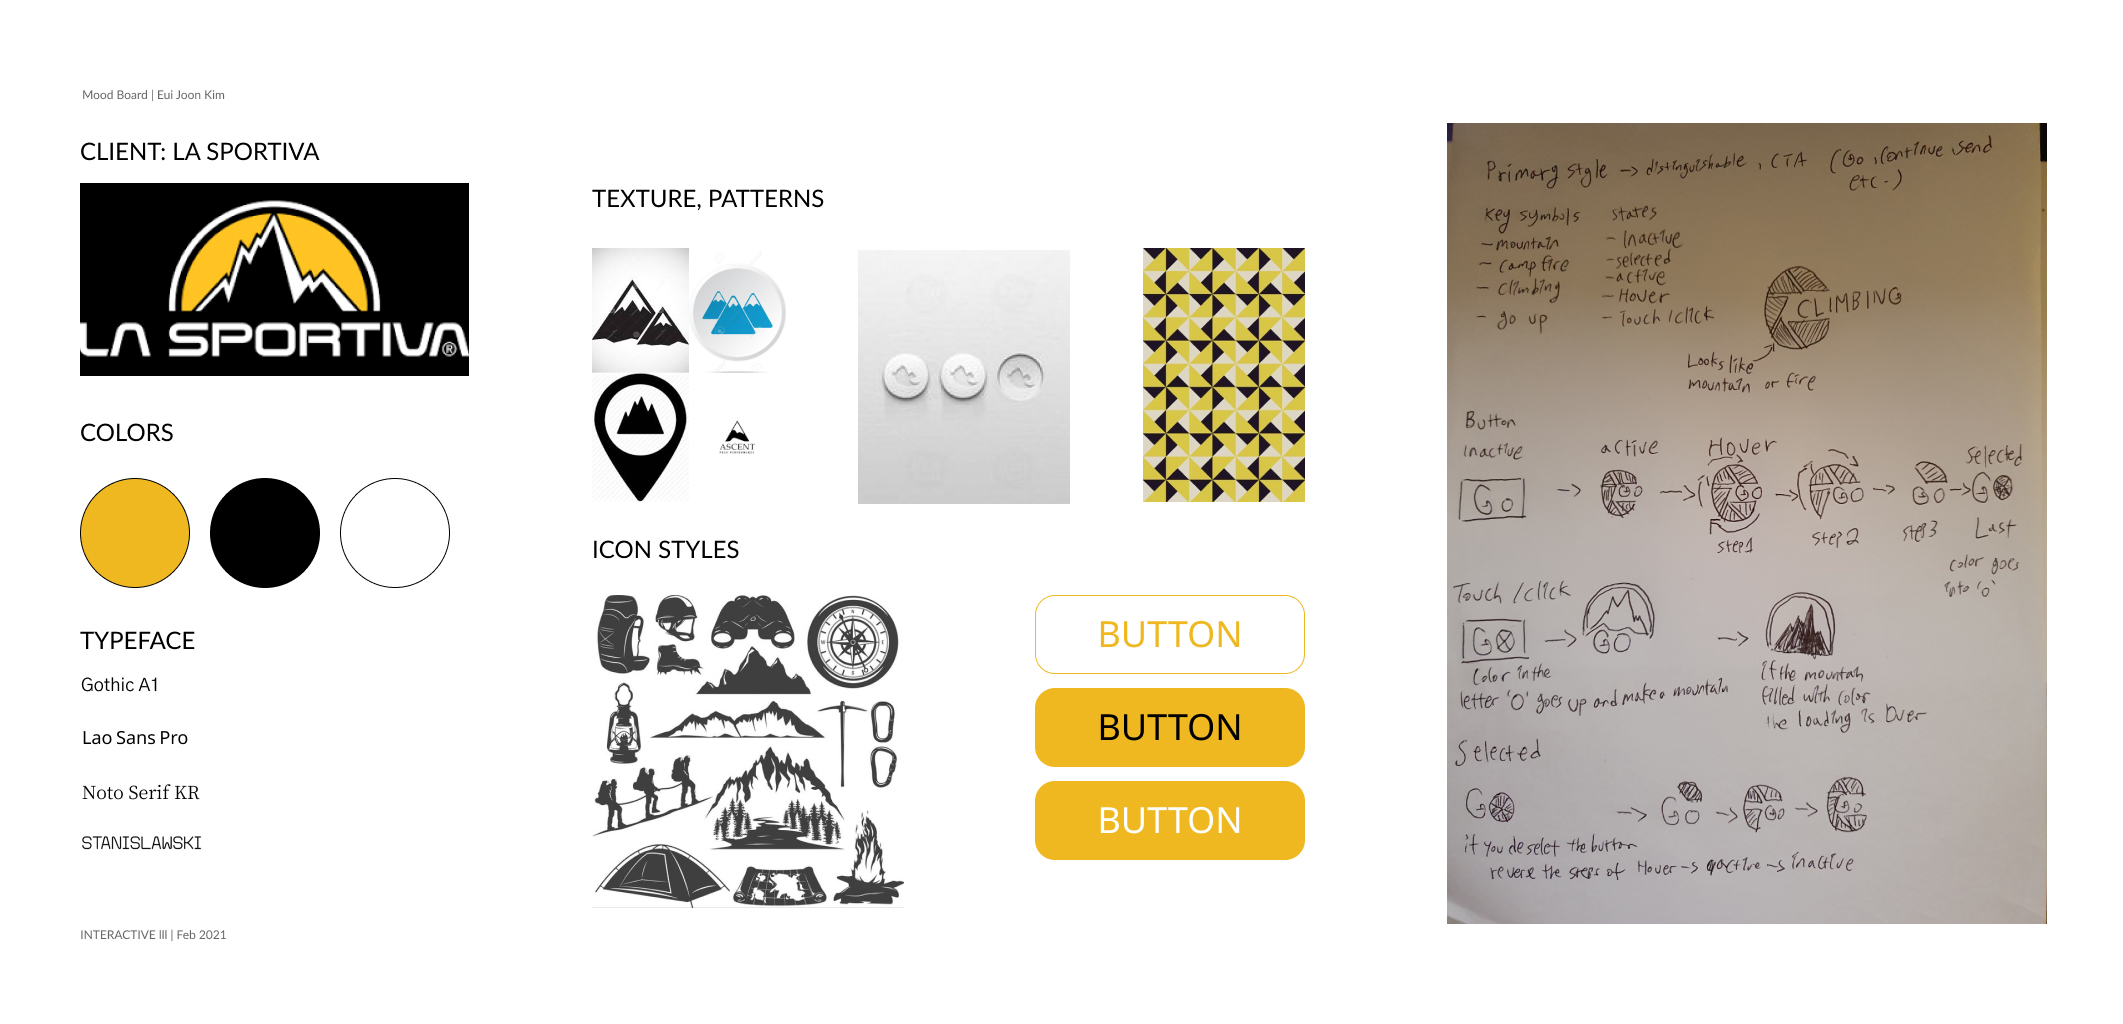 Mood Board | Eui Joon Kim
CLIENT: LA SPORTIVA
LA SPORTIVA®
COLORS
TYPEFACE
Gothic A1
Lao Sans Pro
Noto Serif KR
STANISLAWSKI
INTERACTIVE III | Feb 2021
TEXTURE, PATTERNS
ASCENT
ICON STYLES
BUTTON
BUTTON
BUTTON
Primary style -> distinguishable, CTA (Go, Continue, send
etc.)
key symbols
- mountain
- campfire
- climbing
- go up
states
- Inactive
- selected
- active
- Hover
- Touch/click
CLIMBING
Looks like
mountain or fire
Button
inactive
active
Hover
selected
Go
GO
GO
GO
GO
G
step1
step2
step3
Last
color goes
into 'o'
Touch/click
G
GO
Color in the
letter 'O' goes up and make a mountain
if the mountain
filled with color
the loading is over
Selected
G
GO
GO
GO
if you deselet the button
reverse the steps of Hover -> active -> inactive